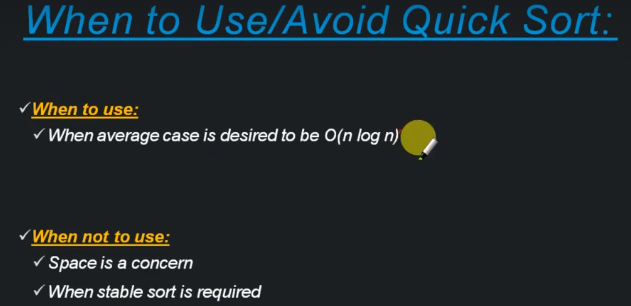 When to Use/Avoid Quick Sort:
When to use:
When average case is desired to be O(n log n)
When not to use:
Space is a concern
When stable sort is required